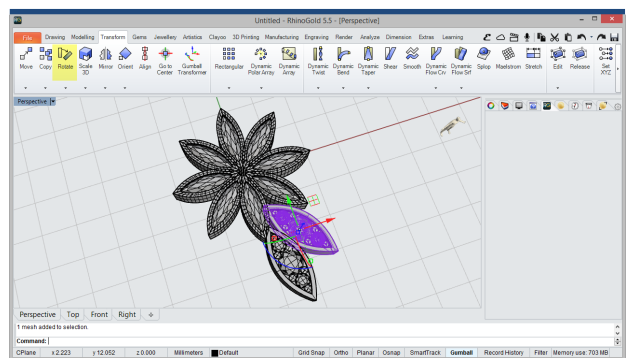 Untitled - RhinoGold 5.5 - [Perspective]
File Drawing Modelling Transform Gems Jewellery Artistics Clayoo 3D Printing Manufacturing Engraving Render Analyze Dimension Extras Learning
Move Copy Rotate Scale 3D Mirror Orient Align Go to Center Gumball Transformer Rectangular Dynamic Polar Array Dynamic Array Dynamic Twist Dynamic Bend Dynamic Taper Shear Smooth Dynamic Flow Crv Dynamic Flow Srf Splop Maelstrom Stretch Edit Release Set XYZ
Perspective
Perspective Top Front Right
1 mesh added to selection.
Command:
CPlane x 2.223 y 12.052 z 0.000 Millimeters Default Grid Snap Ortho Planar Osnap SmartTrack Gumball Record History Filter Memory use: 703 MB